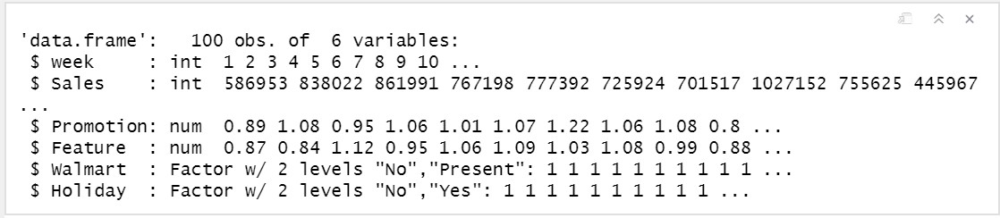 'data.frame':   100 obs. of  6 variables:
 $ week     : int  1 2 3 4 5 6 7 8 9 10 ...
 $ Sales    : int  586953 838022 861991 767198 777392 725924 701517 1027152 755625 445967
...
 $ Promotion: num  0.89 1.08 0.95 1.06 1.01 1.07 1.22 1.06 1.08 0.8 ...
 $ Feature  : num  0.87 0.84 1.12 0.95 1.06 1.09 1.03 1.08 0.99 0.88 ...
 $ Walmart  : Factor w/ 2 levels "No","Present": 1 1 1 1 1 1 1 1 1 1 ...
 $ Holiday  : Factor w/ 2 levels "No","Yes": 1 1 1 1 1 1 1 1 1 1 ...